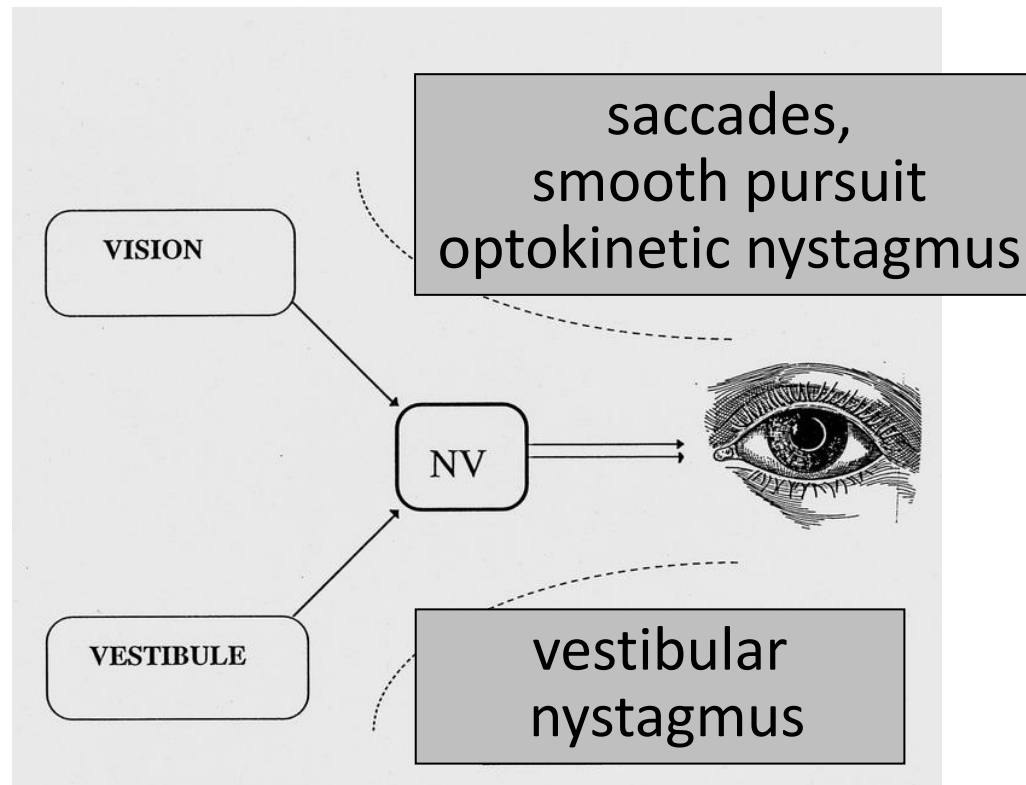 saccades,
smooth pursuit
optokinetic nystagmus
VISION
NV
VESTIBULE
vestibular
nystagmus